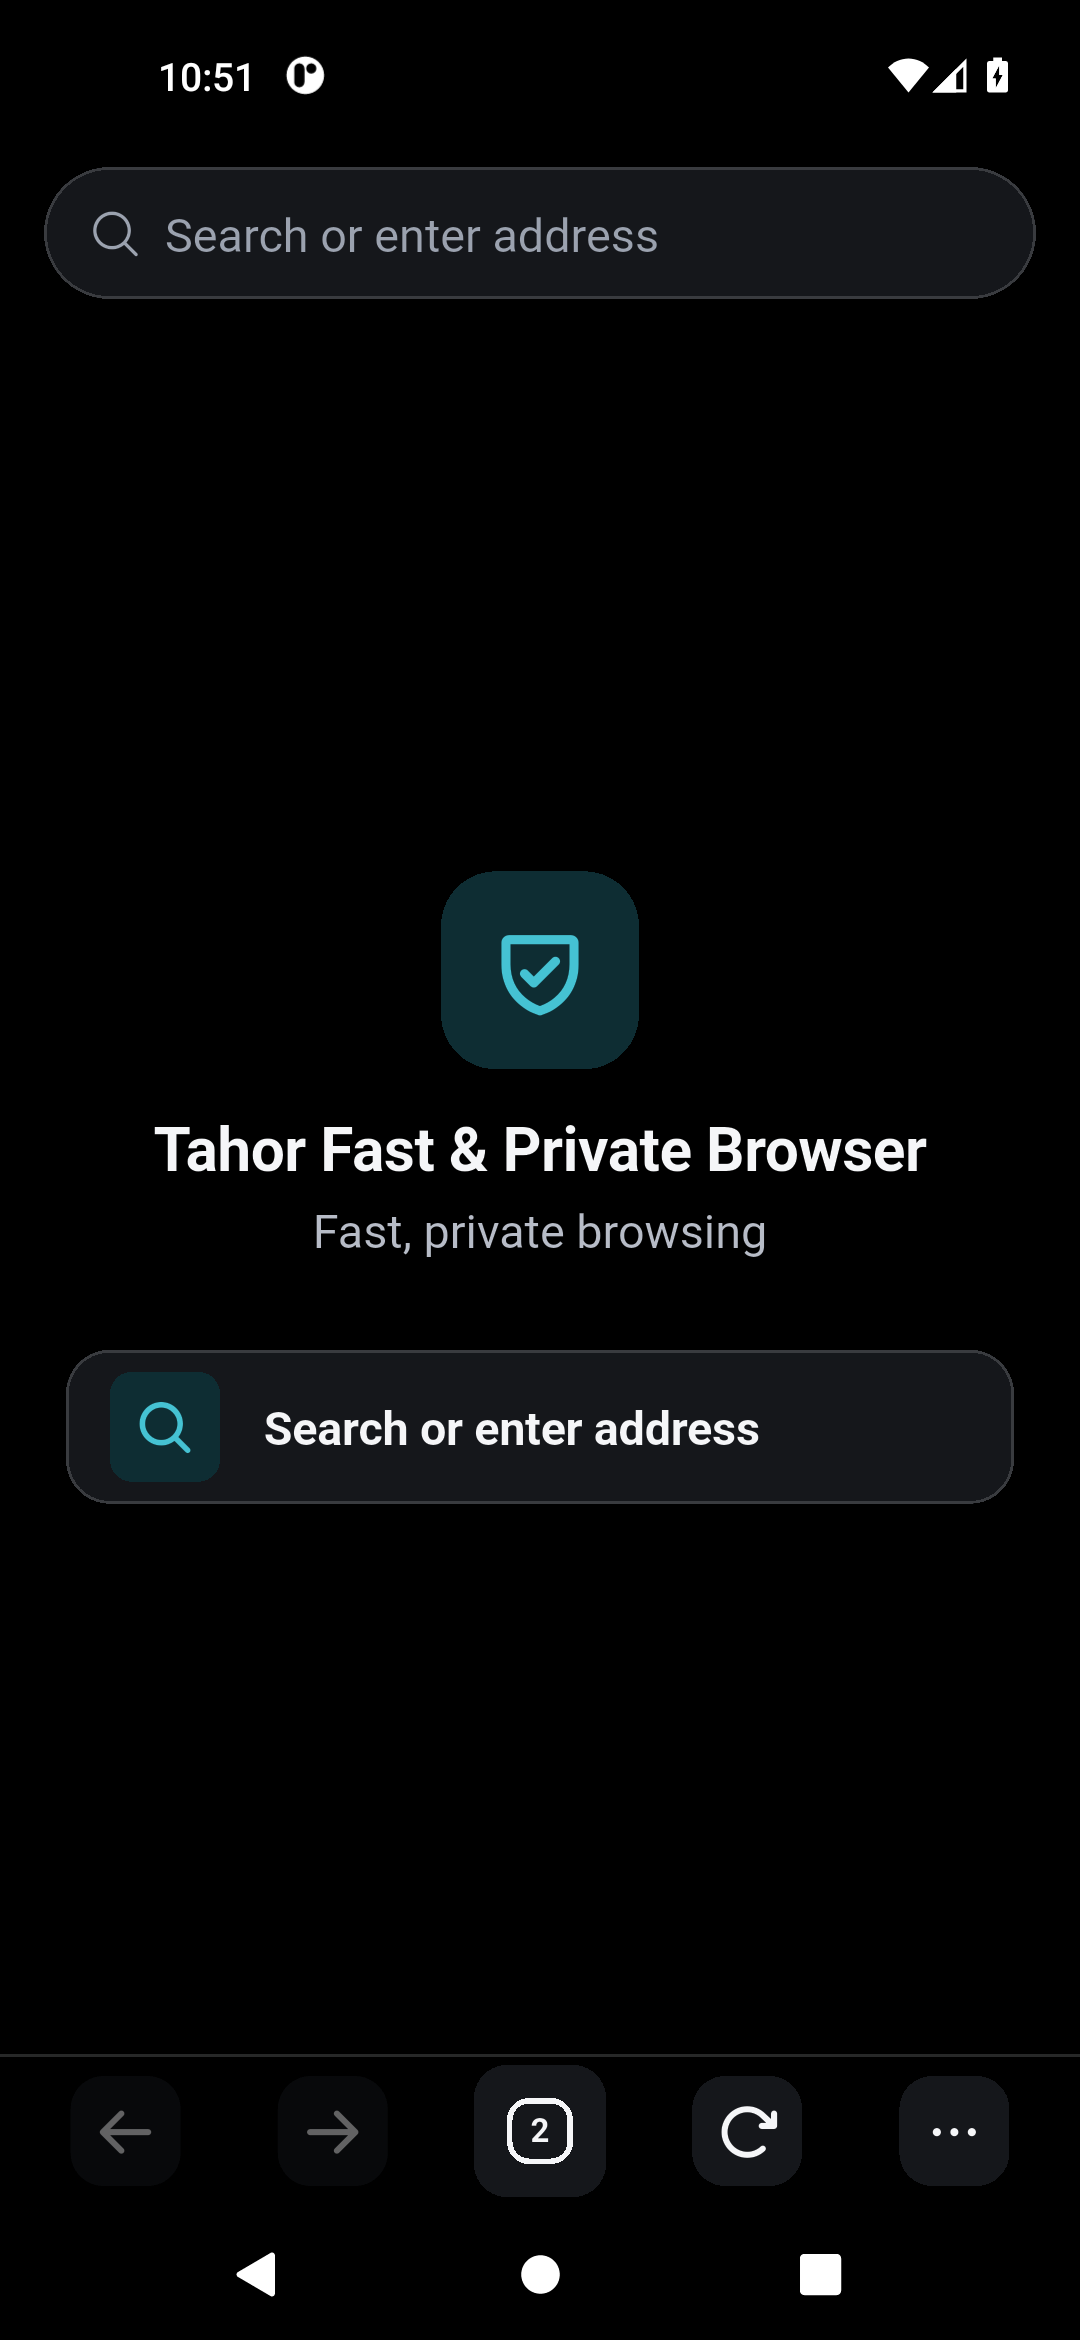 10:51
Search or enter address
Tahor Fast & Private Browser
Fast, private browsing
Search or enter address
2